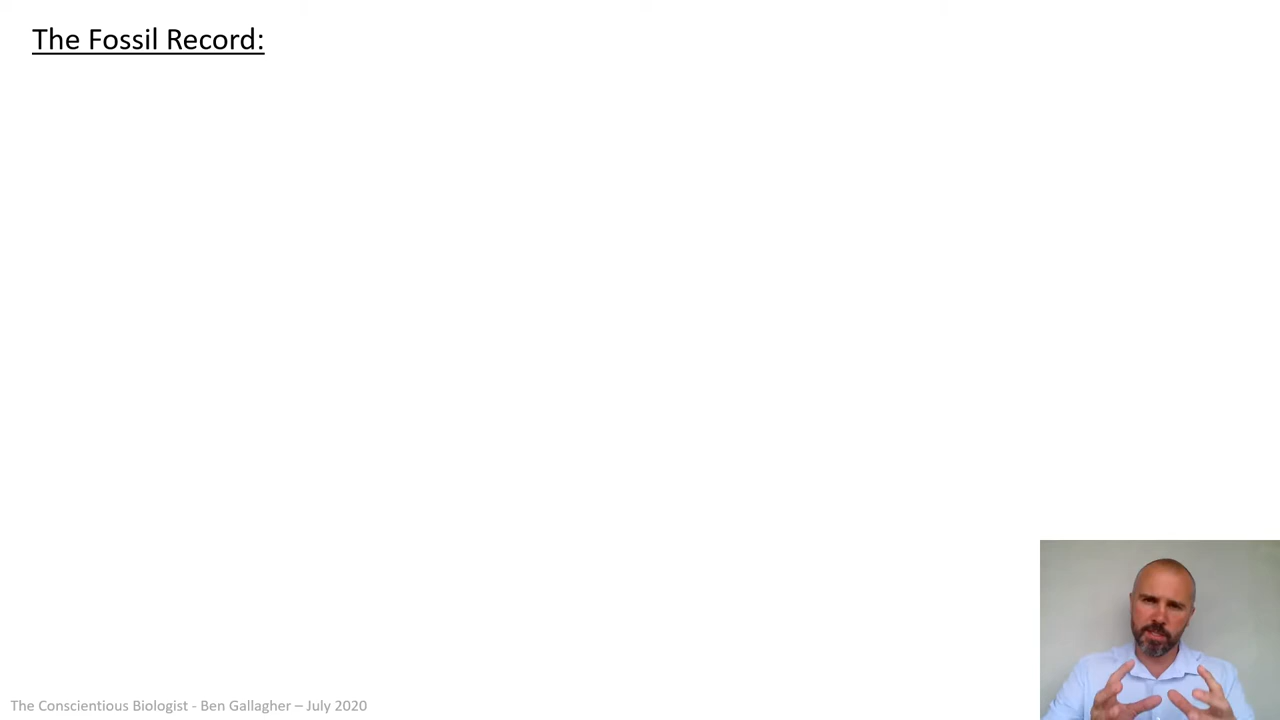 The Fossil Record:
The Conscientious Biologist - Ben Gallagher – July 2020